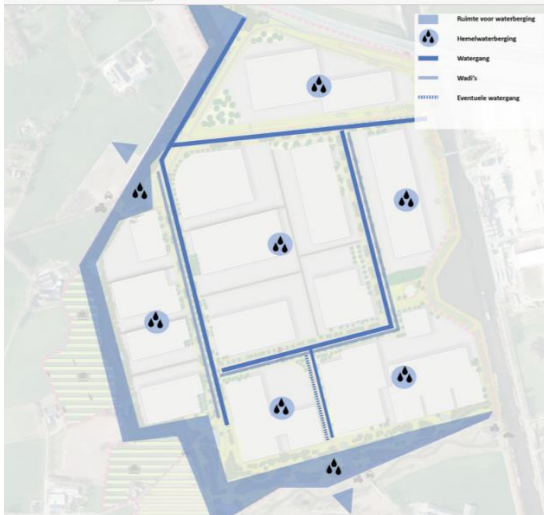 Ruimte voor waterberging
Hemelwaterberging
Watergang
Wadi's
Eventuele watergang